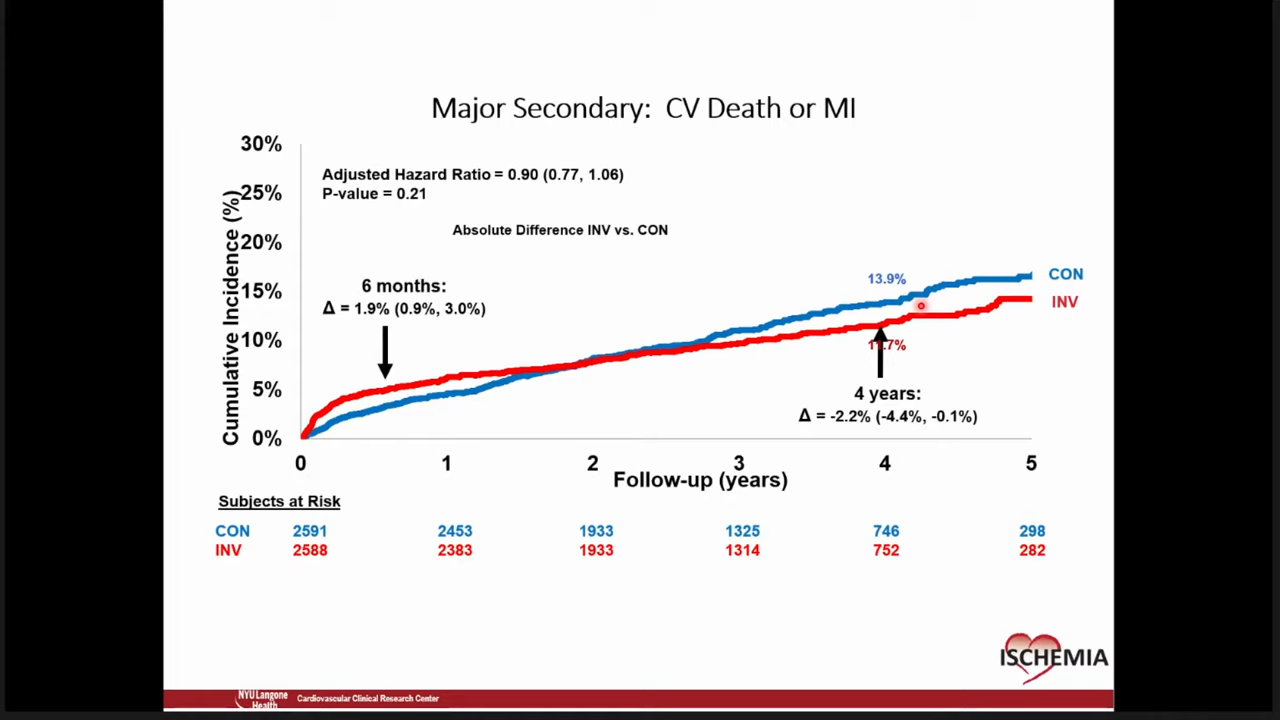 Major Secondary: CV Death or MI
30%
25%
20%
15%
10%
5%
0%
Cumulative Incidence (%)
Adjusted Hazard Ratio = 0.90 (0.77, 1.06)
P-value = 0.21
Absolute Difference INV vs. CON
6 months:
Δ = 1.9% (0.9%, 3.0%)
13.9%
CON
INV
11.7%
4 years:
Δ = -2.2% (-4.4%, -0.1%)
0 1 2 3 4 5
Follow-up (years)
Subjects at Risk
CON 2591 2453 1933 1325 746 298
INV 2588 2383 1933 1314 752 282
ISCHEMIA
NYU Langone
Health
Cardiovascular Clinical Research Center